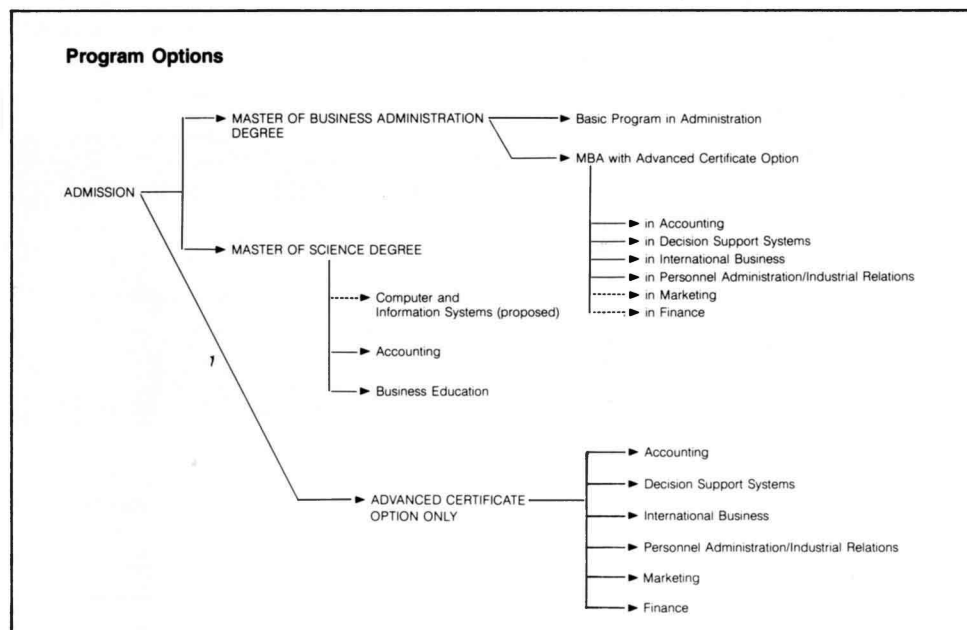 Program Options
MASTER OF BUSINESS ADMINISTRATION
DEGREE
Basic Program in Administration
MBA with Advanced Certificate Option
ADMISSION
in Accounting
in Decision Support Systems
in International Business
in Personnel Administration/Industrial Relations
in Marketing
in Finance
MASTER OF SCIENCE DEGREE
Computer and
Information Systems (proposed)
Accounting
Business Education
1
ADVANCED CERTIFICATE
OPTION ONLY
Accounting
Decision Support Systems
International Business
Personnel Administration/Industrial Relations
Marketing
Finance